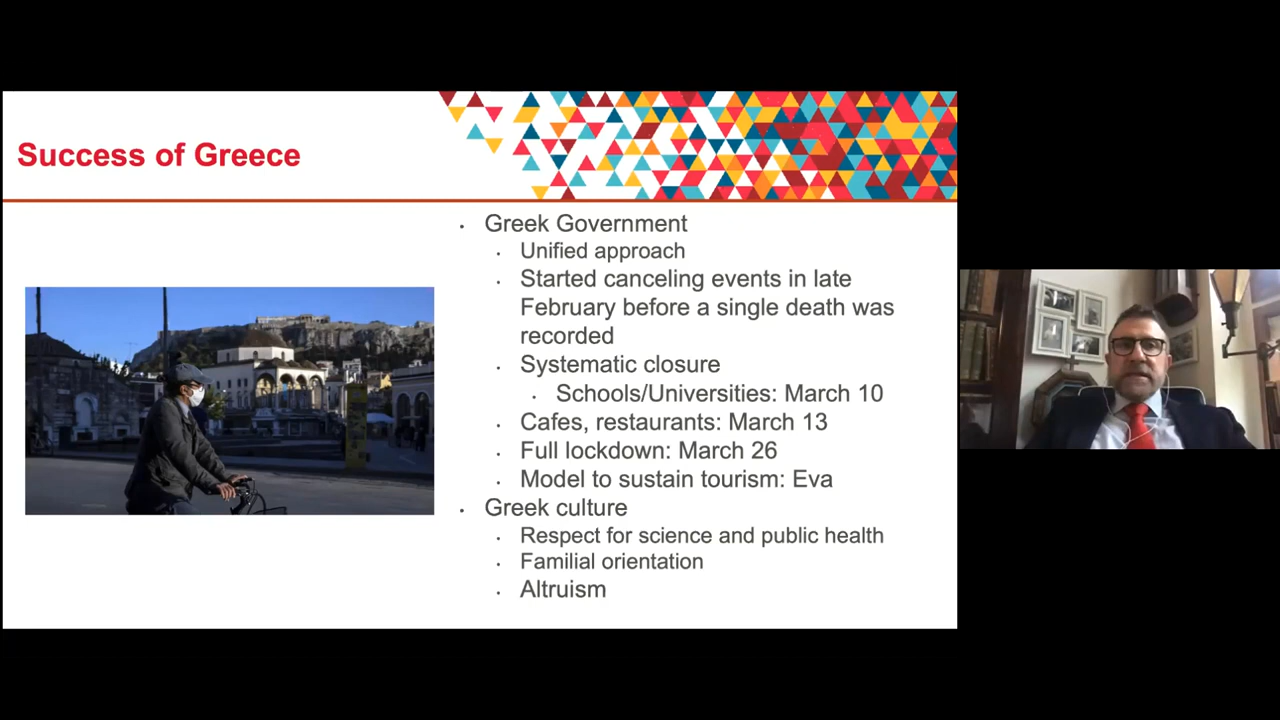 Success of Greece
Greek Government
Unified approach
Started canceling events in late
February before a single death was
recorded
Systematic closure
Schools/Universities: March 10
Cafes, restaurants: March 13
Full lockdown: March 26
Model to sustain tourism: Eva
Greek culture
Respect for science and public health
Familial orientation
Altruism